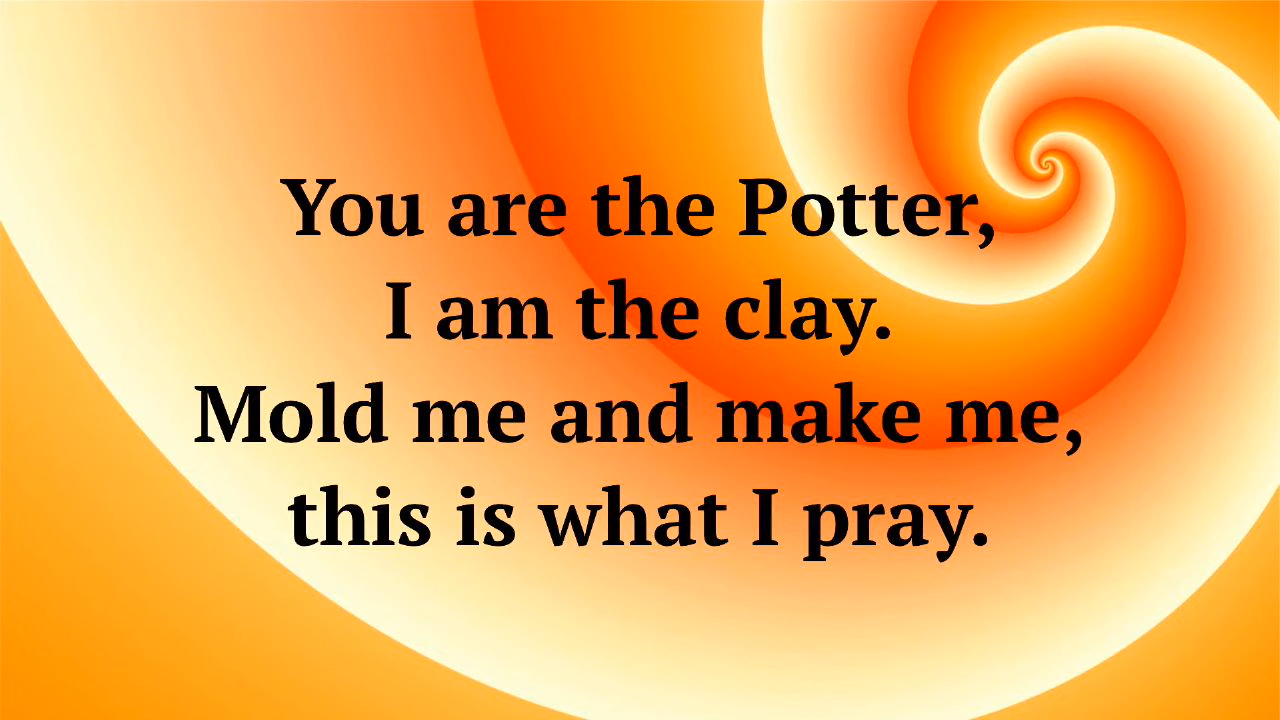 You are the Potter,
I am the clay.
Mold me and make me,
this is what I pray.